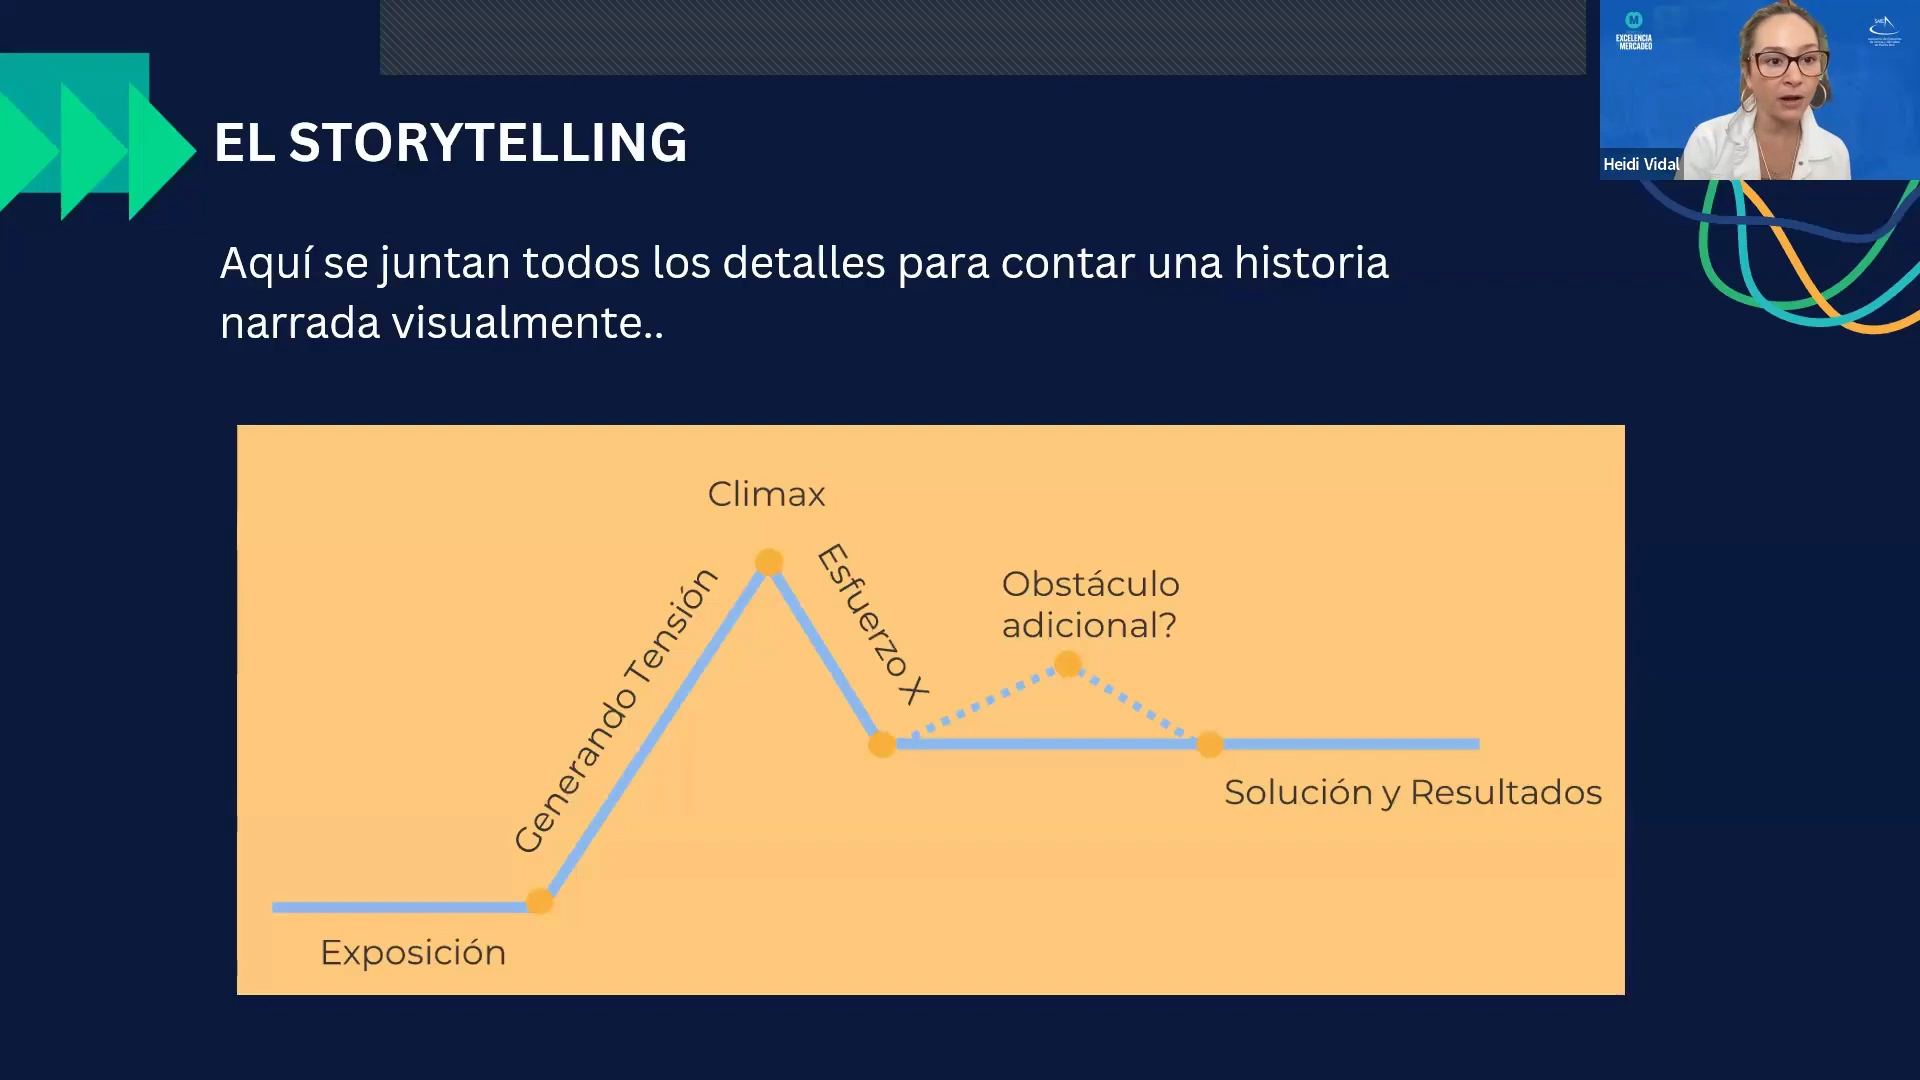 M
EXCELENCIA
MERCADEO
Heidi Vidal
EL STORYTELLING
Aquí se juntan todos los detalles para contar una historia
narrada visualmente..
Climax
Generando Tensión
Esfuerzo X
Obstáculo
adicional?
Solución y Resultados
Exposición